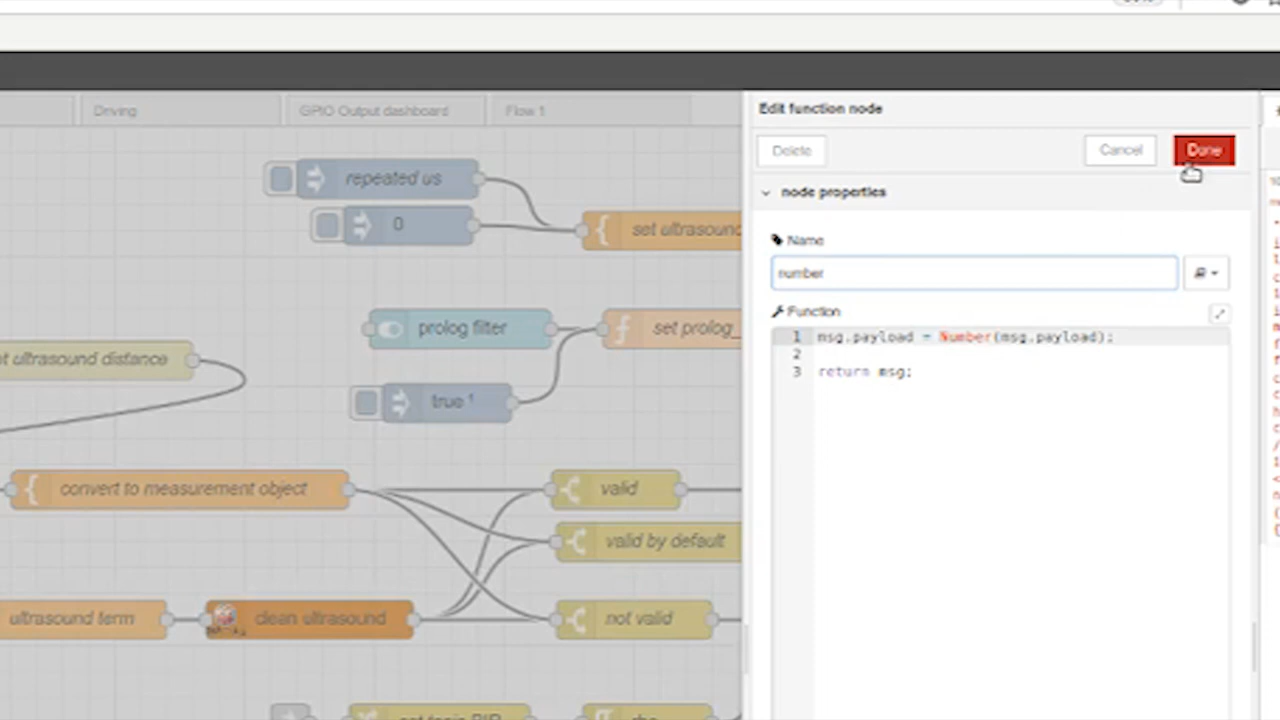 Driving
GPIO Output dashboard
Flow 1
repeated us
0
set ultrasound
prolog filter
set prolog_
true ¹
ultrasound distance
convert to measurement object
valid
valid by default
ultrasound term
clean ultrasound
not valid
Edit function node
Delete
Cancel
Done
node properties
Name
number
Function
1 msg.payload = Number(msg.payload);
2
3 return msg;